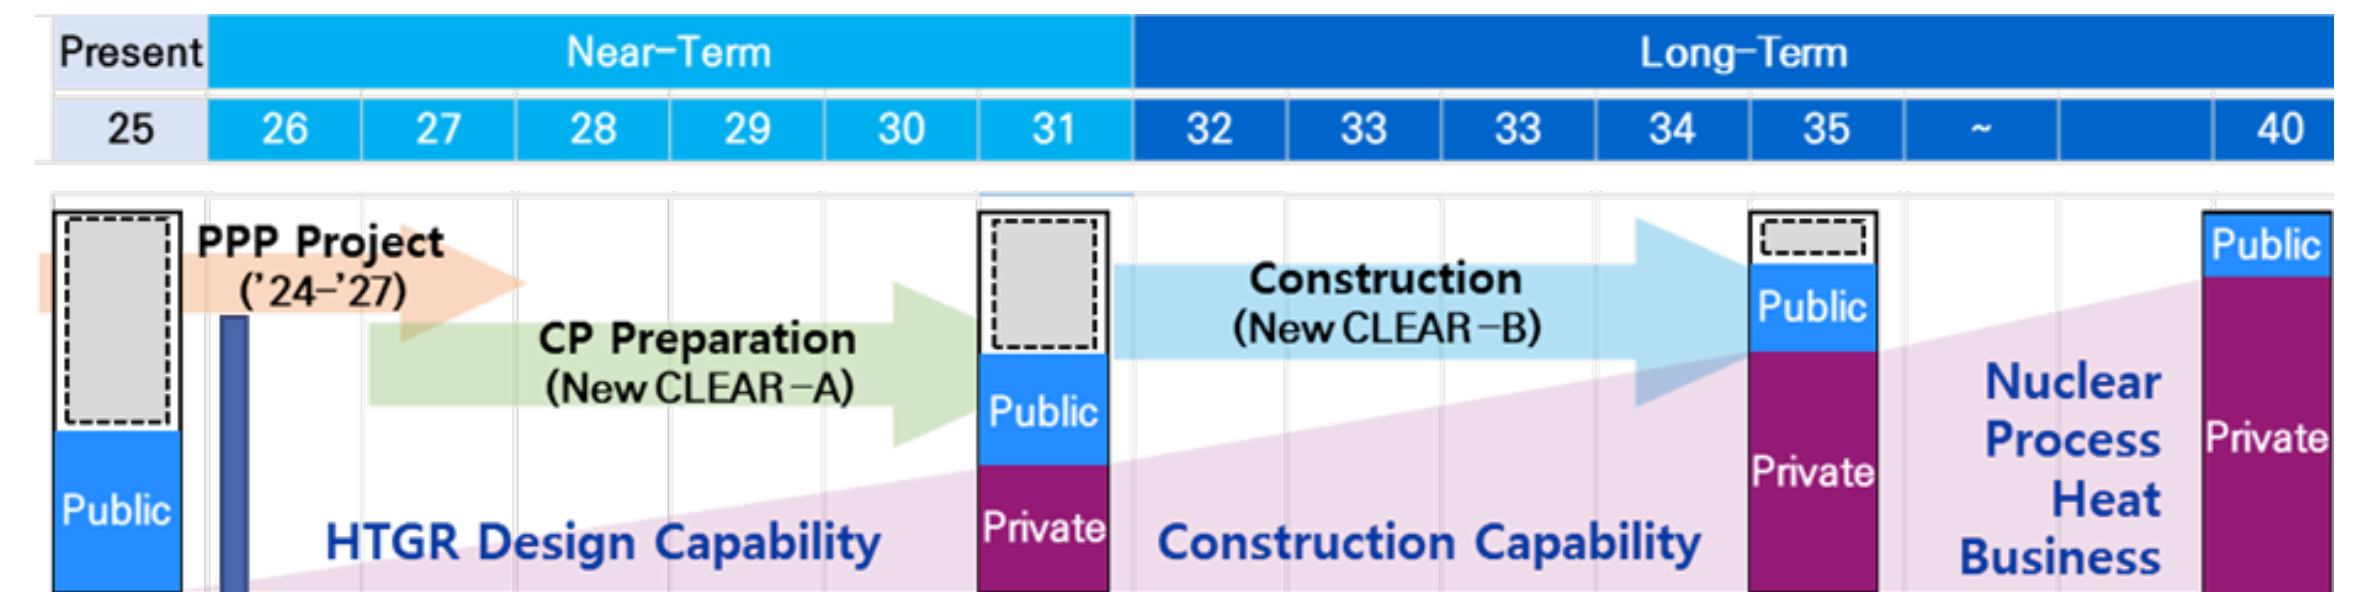 Present Near-Term Long-Term
25 26 27 28 29 30 31 32 33 33 34 35 ~ 40
PPP Project
('24-'27)
CP Preparation
(New CLEAR-A)
Construction
(New CLEAR-B)
Public
HTGR Design Capability
Public
Private
Construction Capability
Public
Private
Nuclear
Process
Heat
Business
Public
Private